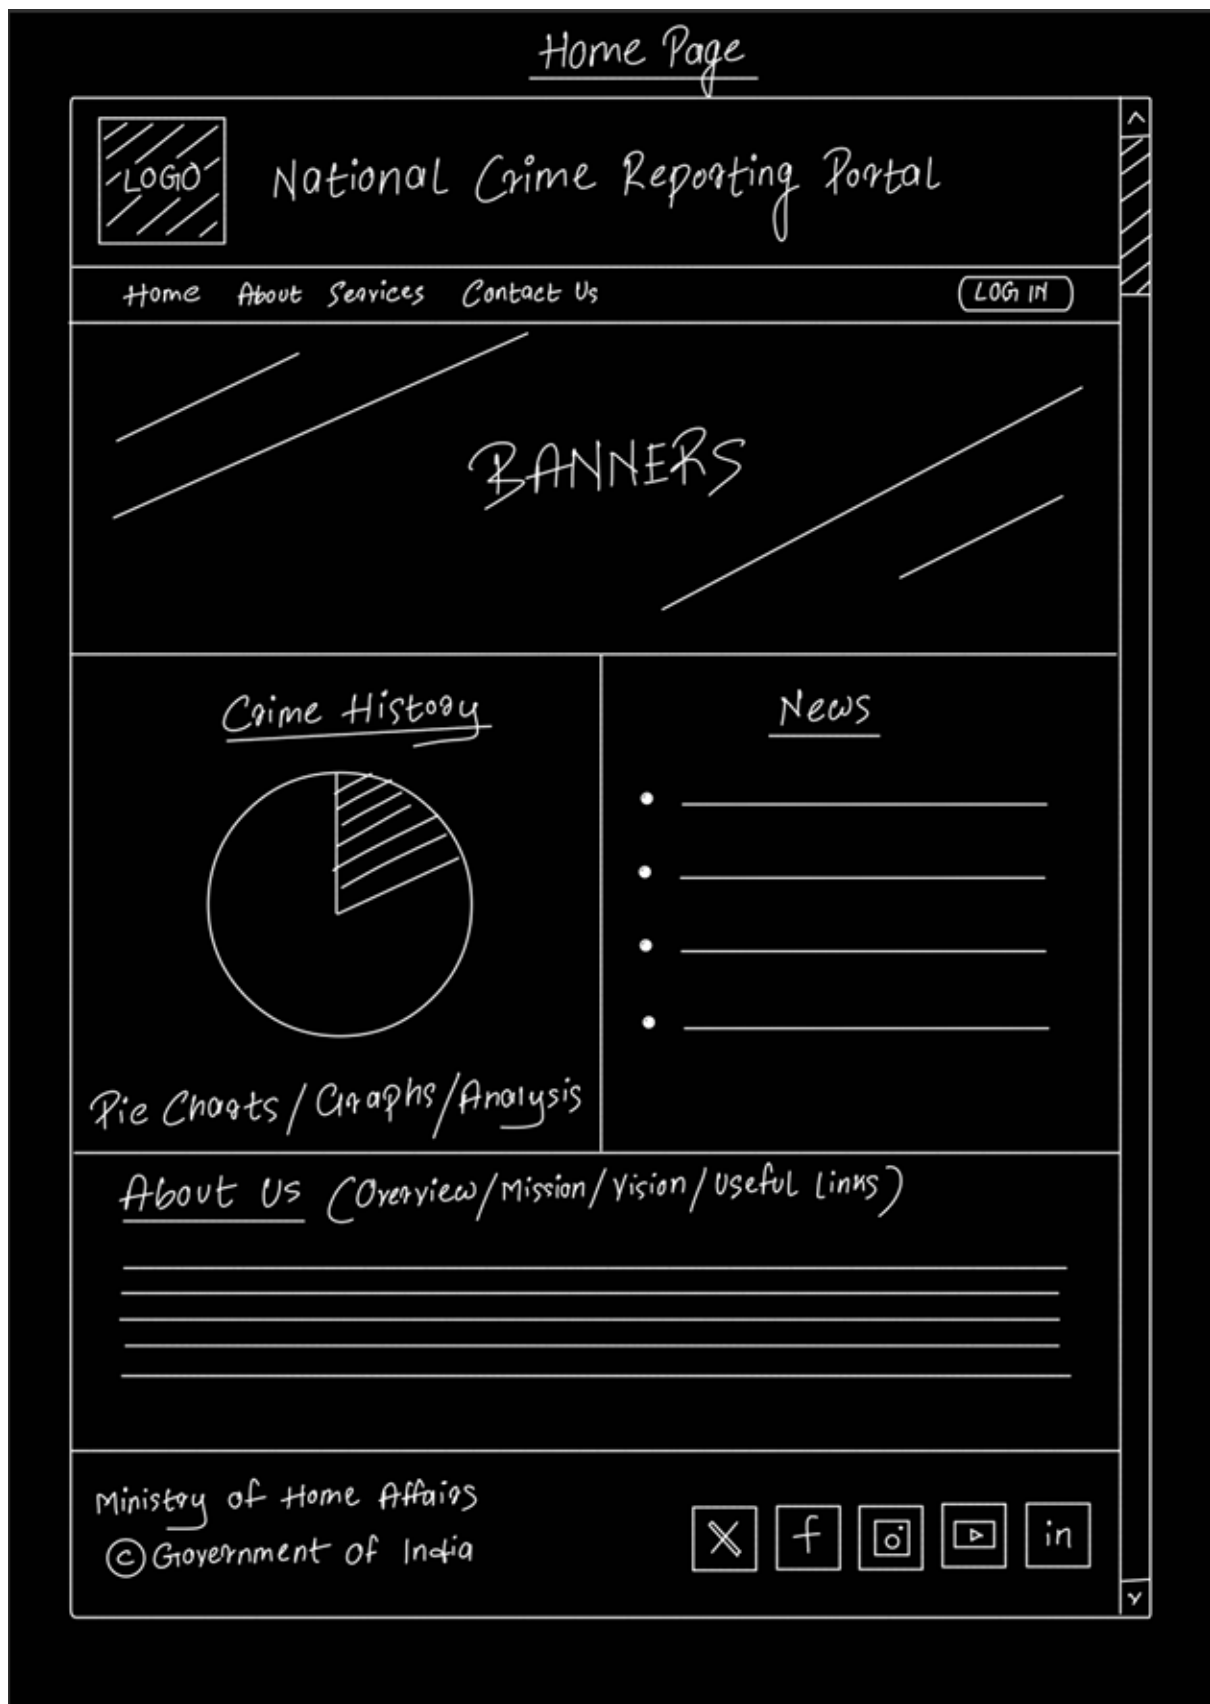 Home Page
LOGO
National Crime Reporting Portal
Home About Services Contact Us LOG IN
BANNERS
Crime History
News
Pie Charts/Graphs/Analysis
About Us (Overview/Mission/Vision/Useful Links)
Ministry of Home Affairs
© Government of India
X f in